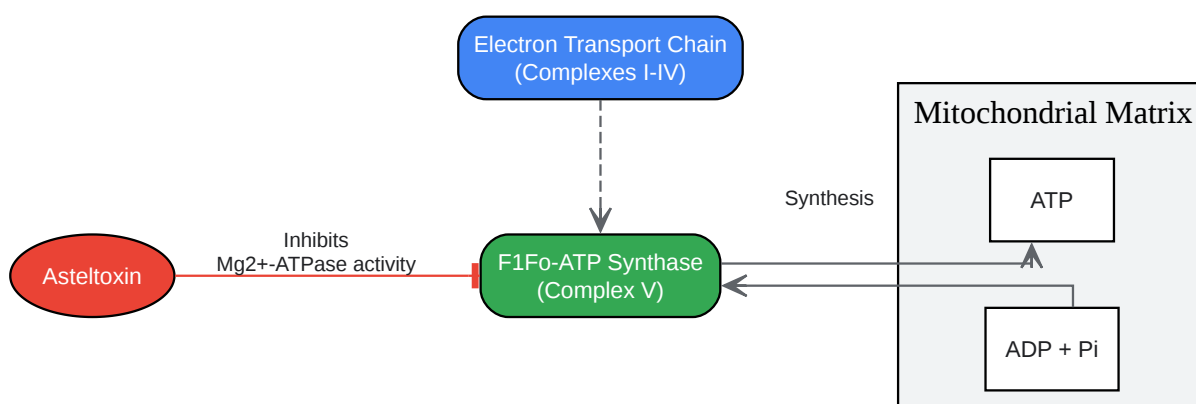 Electron Transport Chain
(Complexes I-IV)
Mitochondrial Matrix
ATP
Synthesis
Inhibits
Mg2+-ATPase activity
Asteltoxin
F1Fo-ATP Synthase
(Complex V)
ADP + Pi